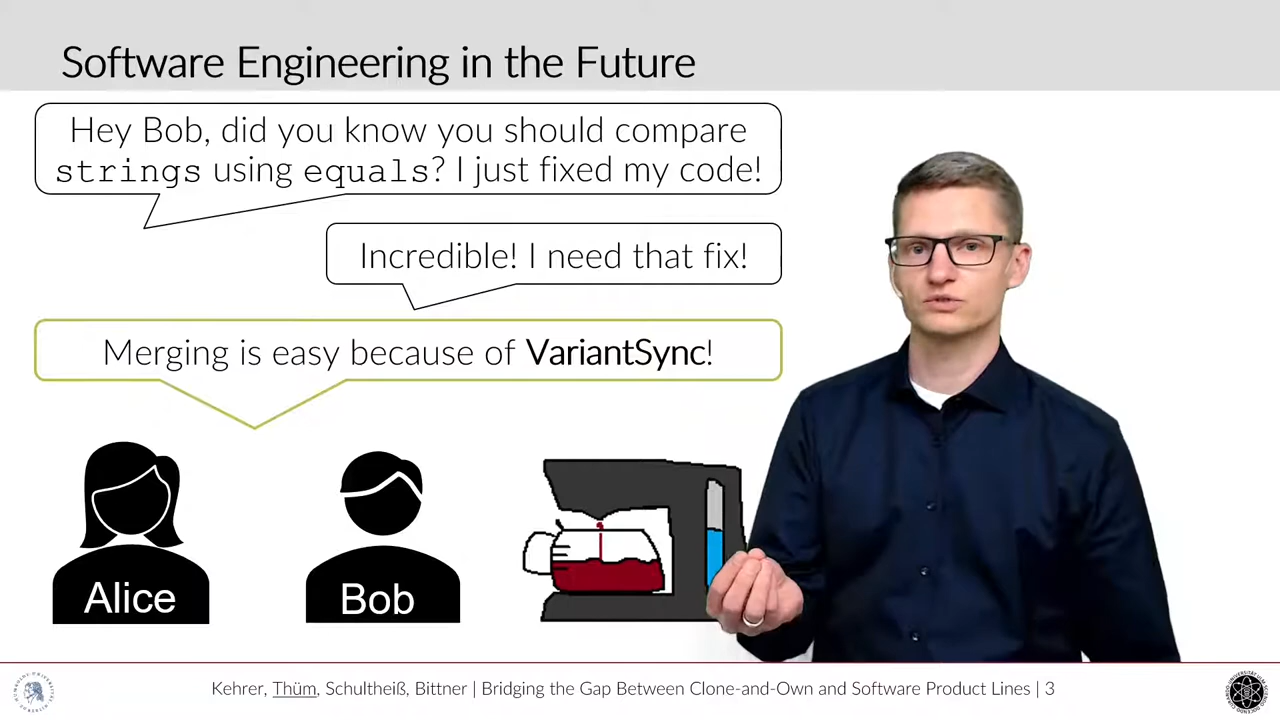 Software Engineering in the Future
Hey Bob, did you know you should compare
strings using equals? I just fixed my code!
Incredible! I need that fix!
Merging is easy because of VariantSync!
Alice
Bob
Kehrer, Thüm, Schultheiß, Bittner | Bridging the Gap Between Clone-and-Own and Software Product Lines | 3